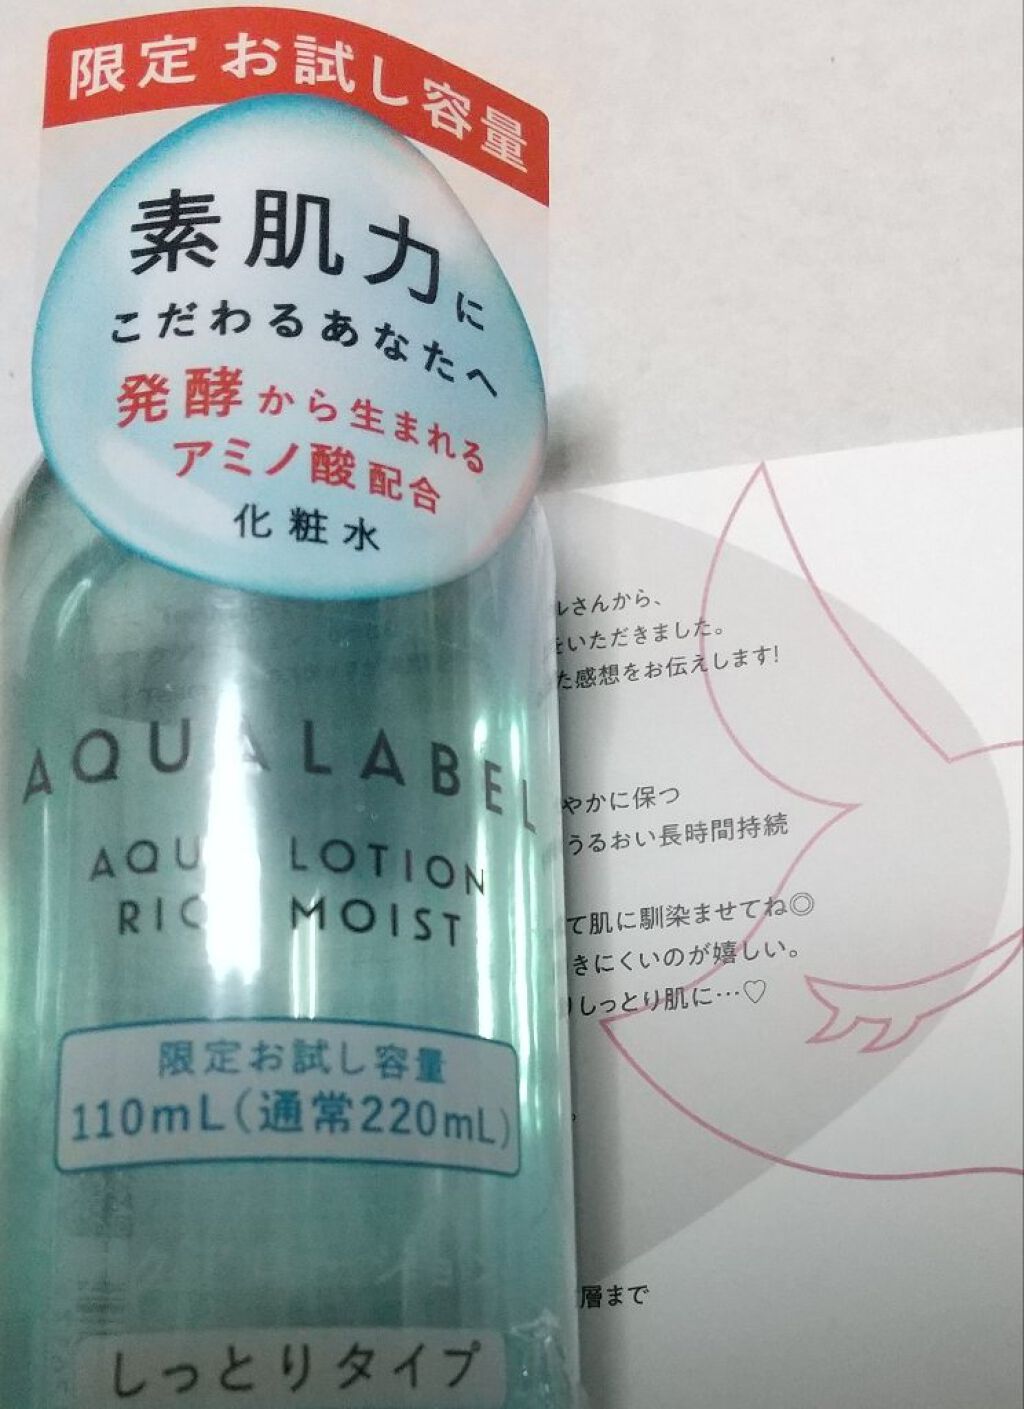 限定お試し容量
素肌力に
こだわるあなたへ
発酵から生まれる
アミノ酸配合
化粧水
AQUALABEL
AQU LOTION
RIC MOIST
限定お試し容量
110mL(通常220mL)
しっとりタイプ
さんから、
いただきました。
た感想をお伝えします!
やかに保つ
うるおい長時間持続
て肌に馴染ませてね◎
きにくいのが嬉しい。
しっとり肌に…♡
層まで